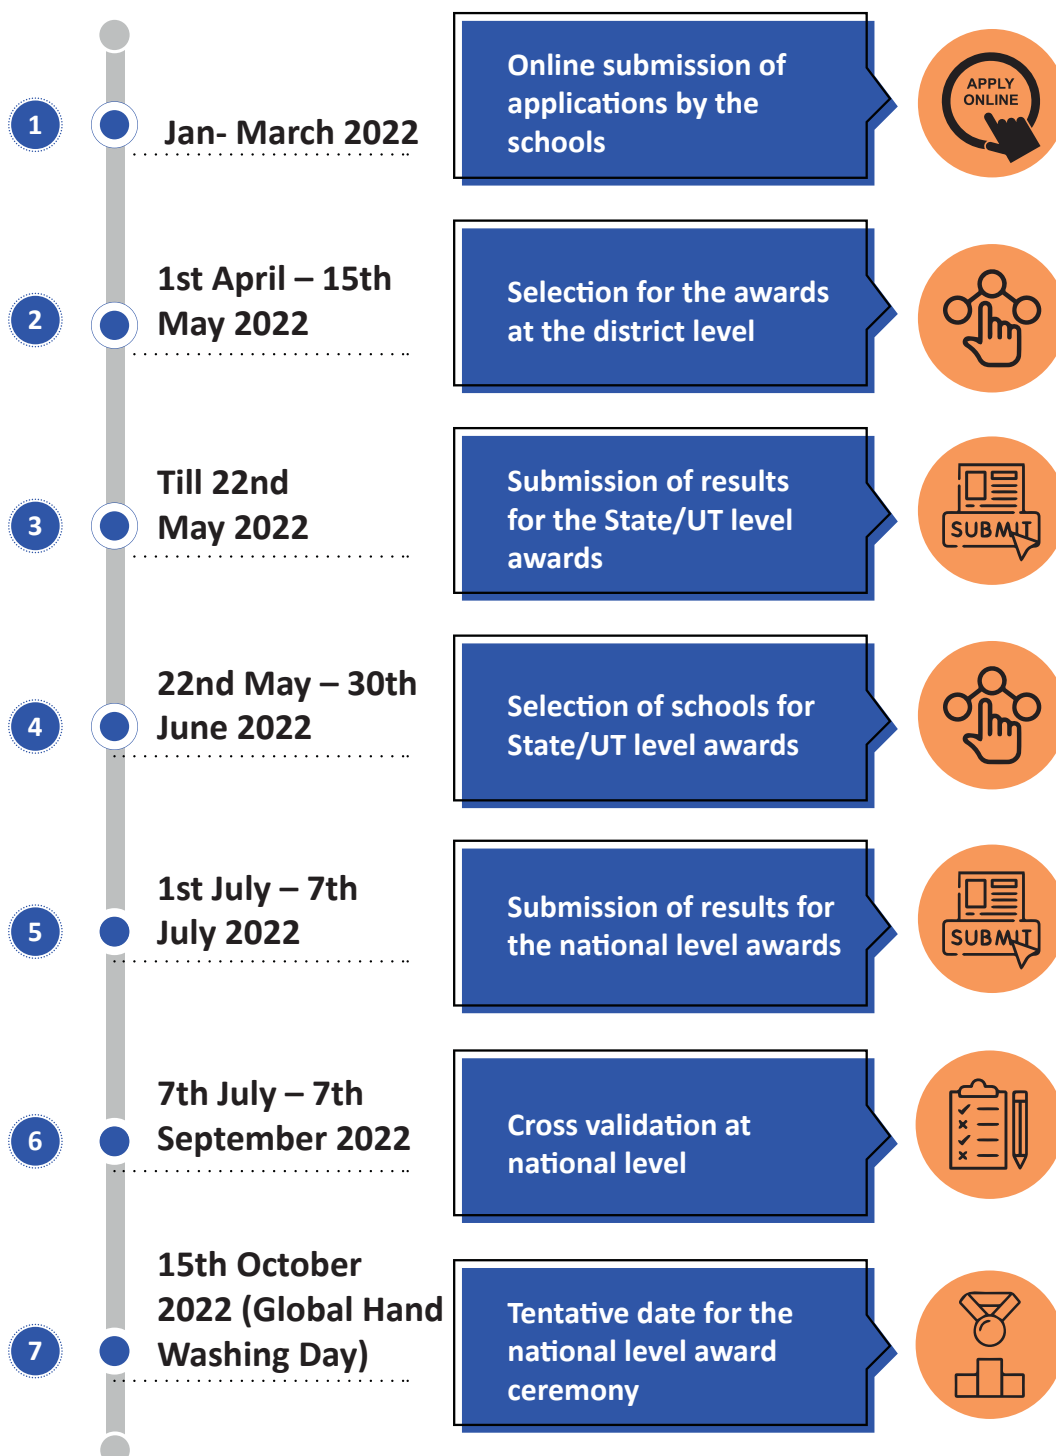 1
Jan- March 2022
Online submission of
applications by the
schools
APPLY
ONLINE
2
1st April – 15th
May 2022
Selection for the awards
at the district level
3
Till 22nd
May 2022
Submission of results
for the State/UT level
awards
SUBMIT
4
22nd May – 30th
June 2022
Selection of schools for
State/UT level awards
5
1st July – 7th
July 2022
Submission of results for
the national level awards
SUBMIT
6
7th July – 7th
September 2022
Cross validation at
national level
7
15th October
2022 (Global Hand
Washing Day)
Tentative date for the
national level award
ceremony